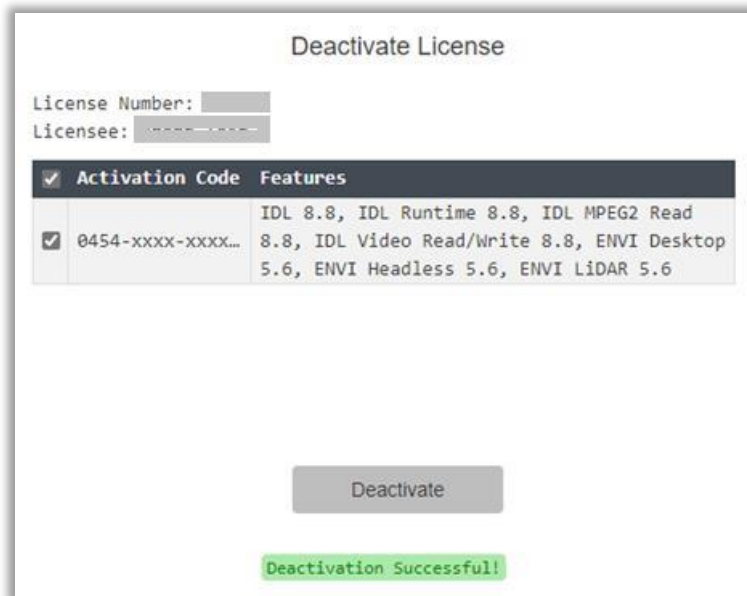 Deactivate License
License Number:
Licensee:
Activation Code Features
0454-xxxx-xxxx… IDL 8.8, IDL Runtime 8.8, IDL MPEG2 Read
8.8, IDL Video Read/Write 8.8, ENVI Desktop
5.6, ENVI Headless 5.6, ENVI LiDAR 5.6
Deactivate
Deactivation Successful!